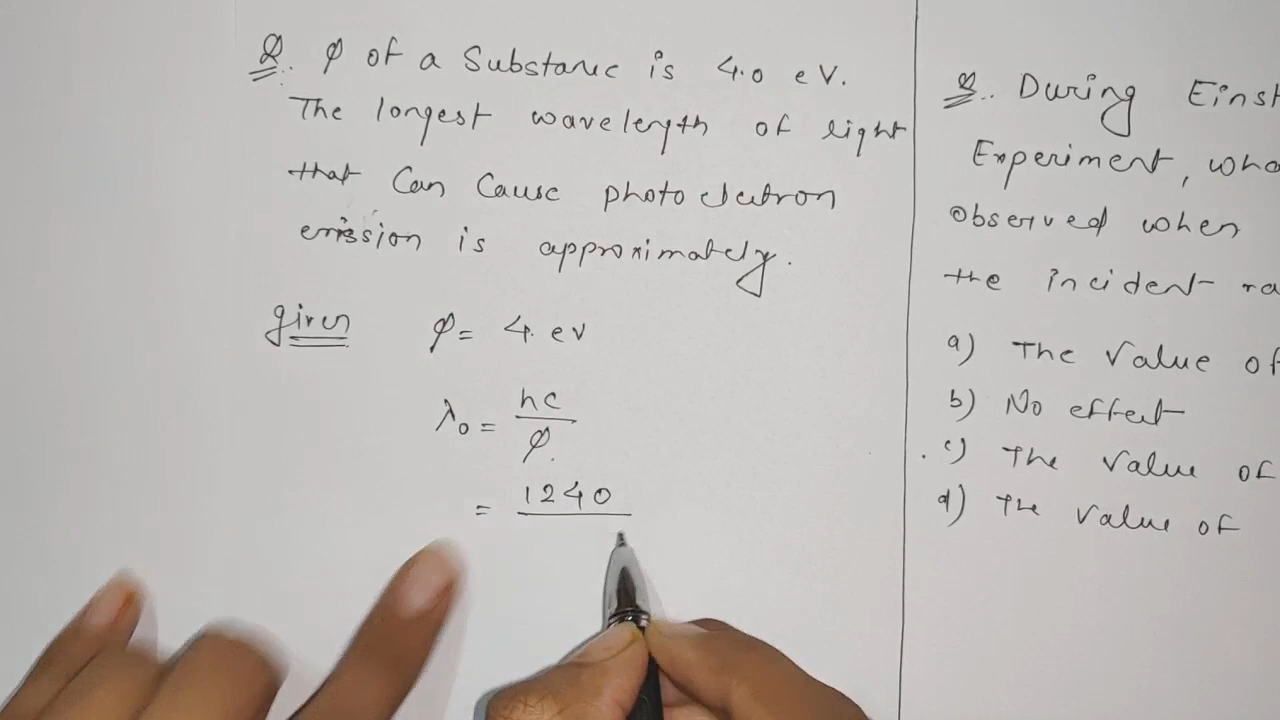 Q. φ of a Substance is 4.0 eV.
The longest wavelength of light
that Can Cause photo electron
emission is approximately.
given φ = 4. ev
λ₀ = hc / φ.
= 1240
Q.. During Einst
Experiment, wha
observed when
the incident ra
a) The Value of
b) No effect
c) The Value of
d) The Value of